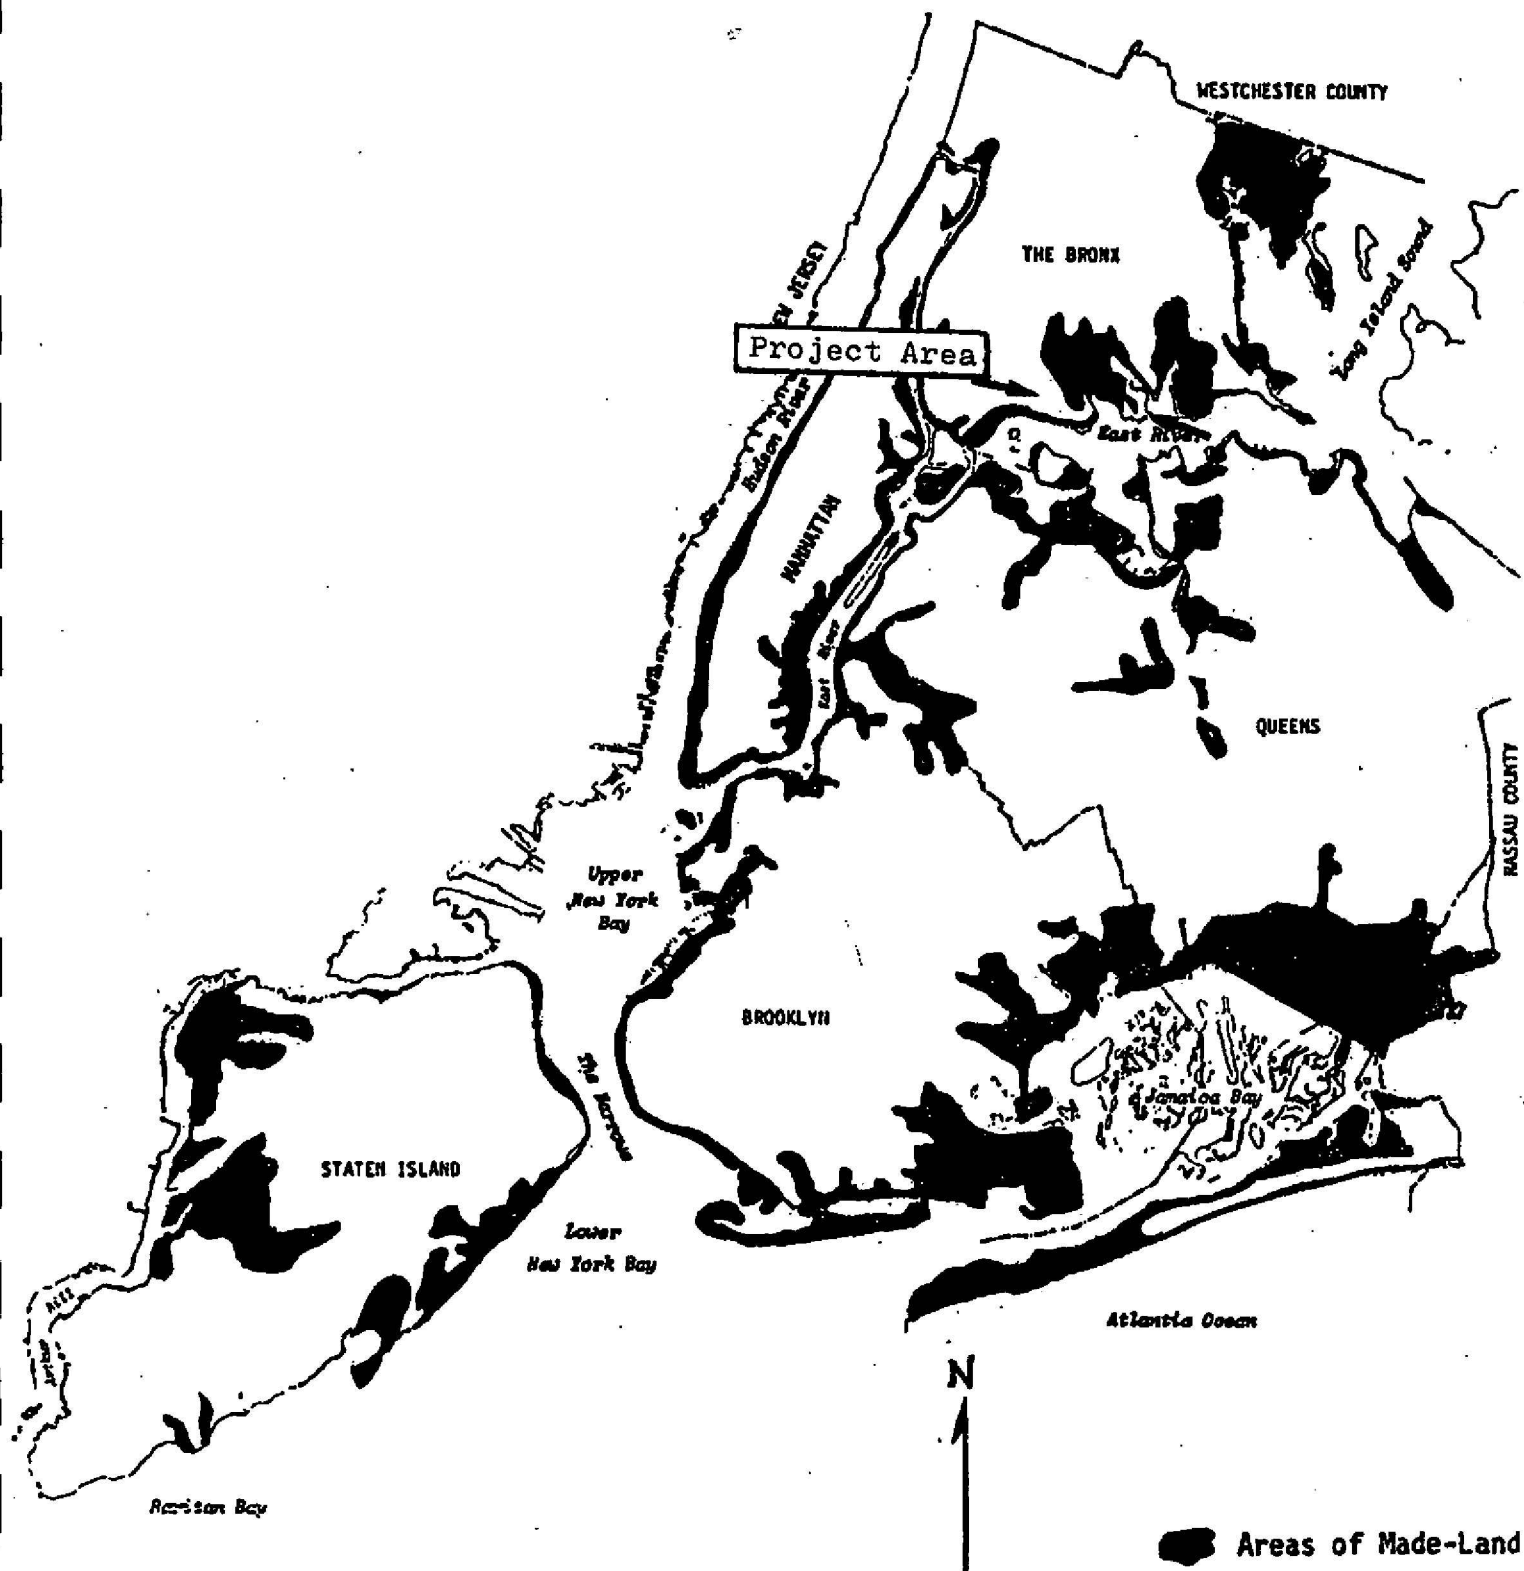 WESTCHESTER COUNTY
THE BRONX
Long Island Sound
EW JERSEY
Project Area
Hudson River
East River
MANHATTAN
East River
QUEENS
NASSAU COUNTY
Upper
New York
Bay
BROOKLYN
The Narrows
Jamaica Bay
STATEN ISLAND
Lower
New York Bay
Arthur
Atlantic Ocean
N
Raritan Bay
Areas of Made-Land